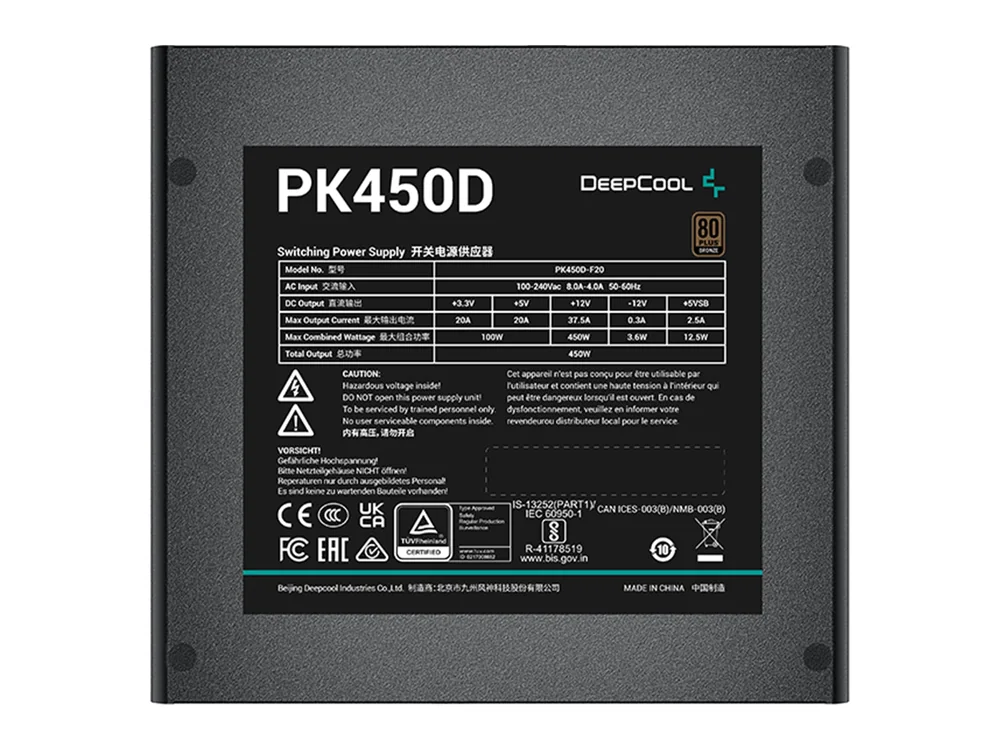 PK450D
DEEPCOOL
80
PLUS
BRONZE
Switching Power Supply 开关电源供应器
Model No. 型号 PK450D-F20
AC Input 交流输入 100-240Vac 8.0A-4.0A 50-60Hz
DC Output 直流输出 +3.3V +5V +12V -12V +5VSB
Max Output Current 最大输出电流 20A 20A 37.5A 0.3A 2.5A
Max Combined Wattage 最大组合功率 100W 450W 3.6W 12.5W
Total Output 总功率 450W
CAUTION:
Hazardous voltage inside!
DO NOT open this power supply unit!
To be serviced by trained personnel only.
No user serviceable components inside.
内有高压, 请勿开启
Cet appareil n'est pas conçu pour être utilisable par
l'utilisateur et contient une haute tension à l'intérieur qui
peut être dangereux lorsqu'il est ouvert. En cas de
dysfonctionnement, veuillez en informer votre
revendeurou distributeur local pour le service.
VORSICHT!
Gefährliche Hochspannung!
Bitte Netzteilgehäuse NICHT öffnen!
Reperaturen nur durch ausgebildetes Personal!
Es sind keine zu wartenden Bauteile vorhanden!
CE CCC UK CA
TÜVRheinland
CERTIFIED
Type Approved
Safety
Regular Production
Surveillance
www.tuv.com
FC EAC
IS-13252(PART1)/
IEC 60950-1
R-41178519
www.bis.gov.in
CAN ICES-003(B)/NMB-003(B)
10
Beijing Deepcool Industries Co.,Ltd. 制造商:北京市九州风神科技股份有限公司
MADE IN CHINA 中国制造